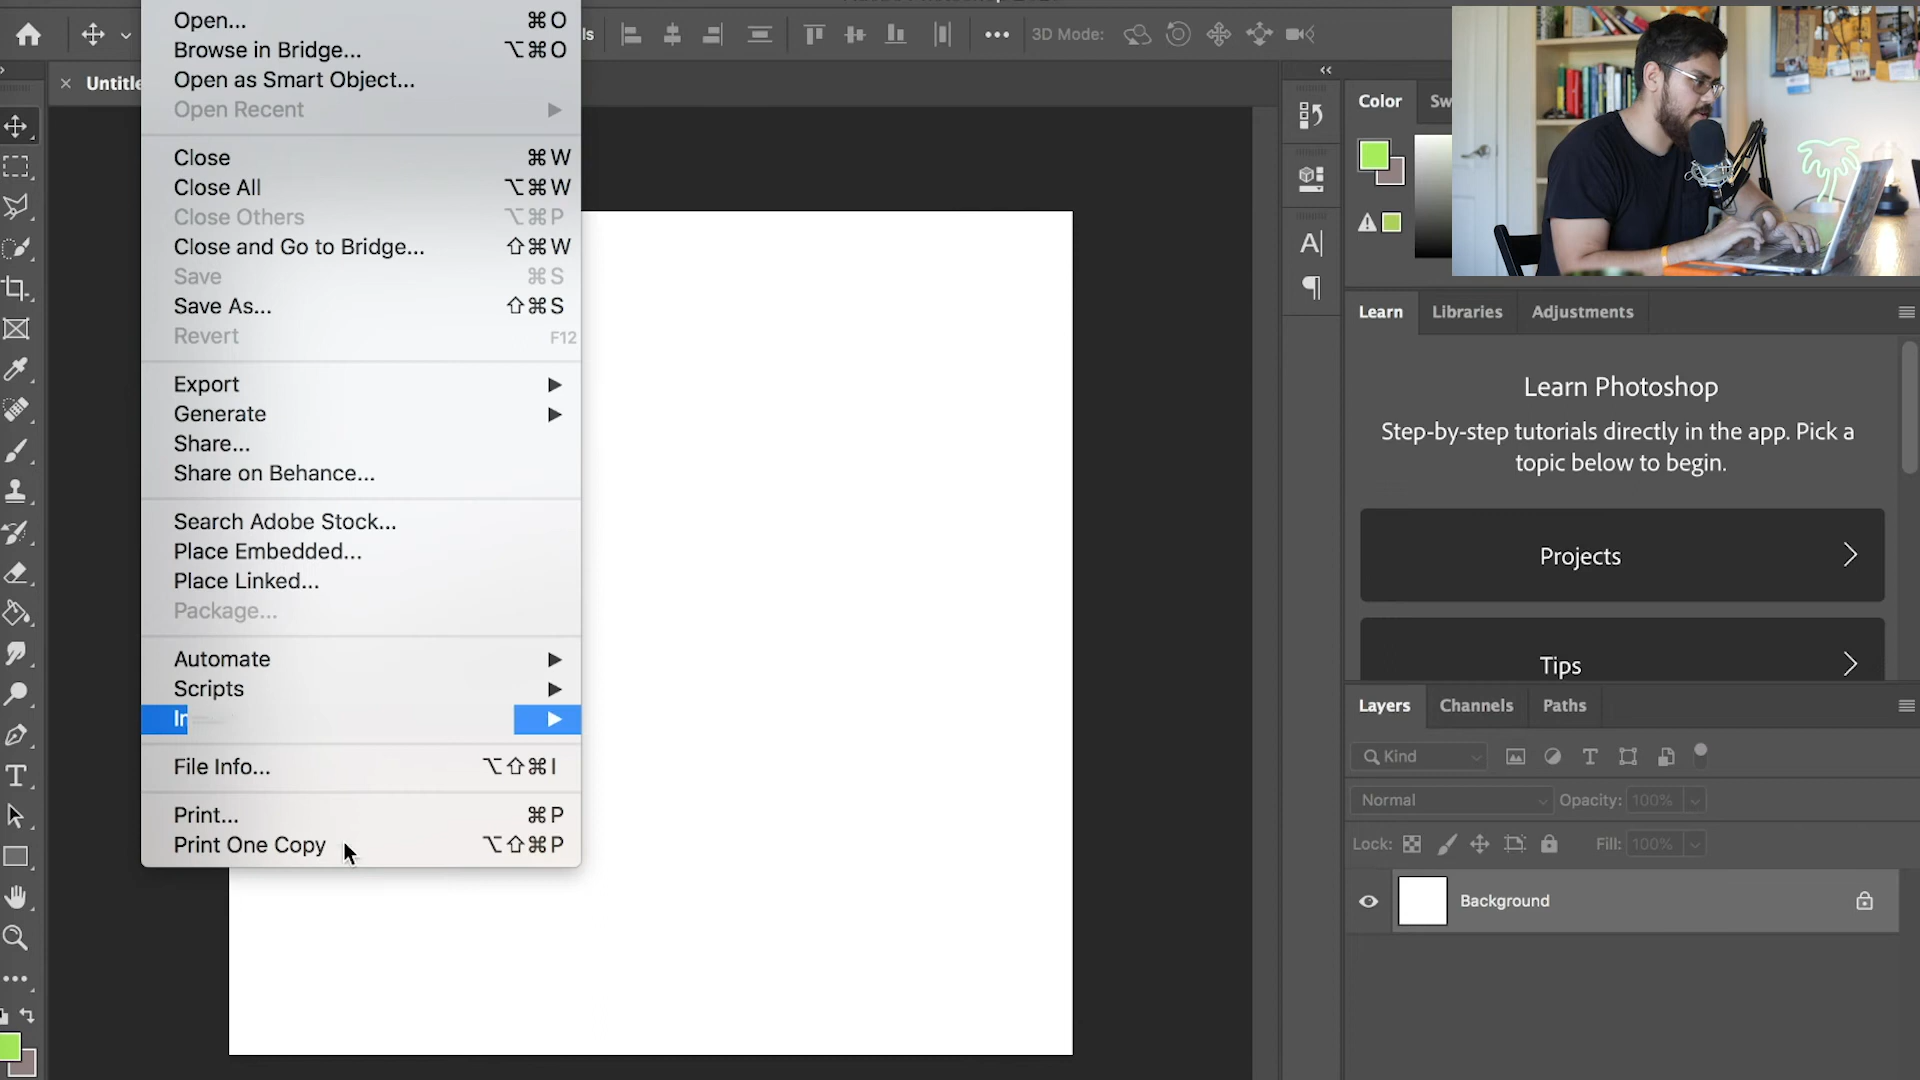 Open... ⌘O
3D Mode:
Browse in Bridge... ⌥⌘O
Open as Smart Object...
Open Recent
Untitle
Color
Sw
Close ⌘W
Close All ⌥⌘W
Close Others ⌥⌘P
Close and Go to Bridge... ⇧⌘W
Save ⌘S
Save As... ⇧⌘S
Revert F12
Export
Generate
Share...
Share on Behance...
Search Adobe Stock...
Place Embedded...
Place Linked...
Package...
Automate
Scripts
File Info... ⌥⇧⌘I
Print... ⌘P
Print One Copy ⌥⇧⌘P
Learn Libraries Adjustments
Learn Photoshop
Step-by-step tutorials directly in the app. Pick a
topic below to begin.
Projects
Tips
Layers Channels Paths
Kind
Normal Opacity: 100%
Lock: Fill: 100%
Background